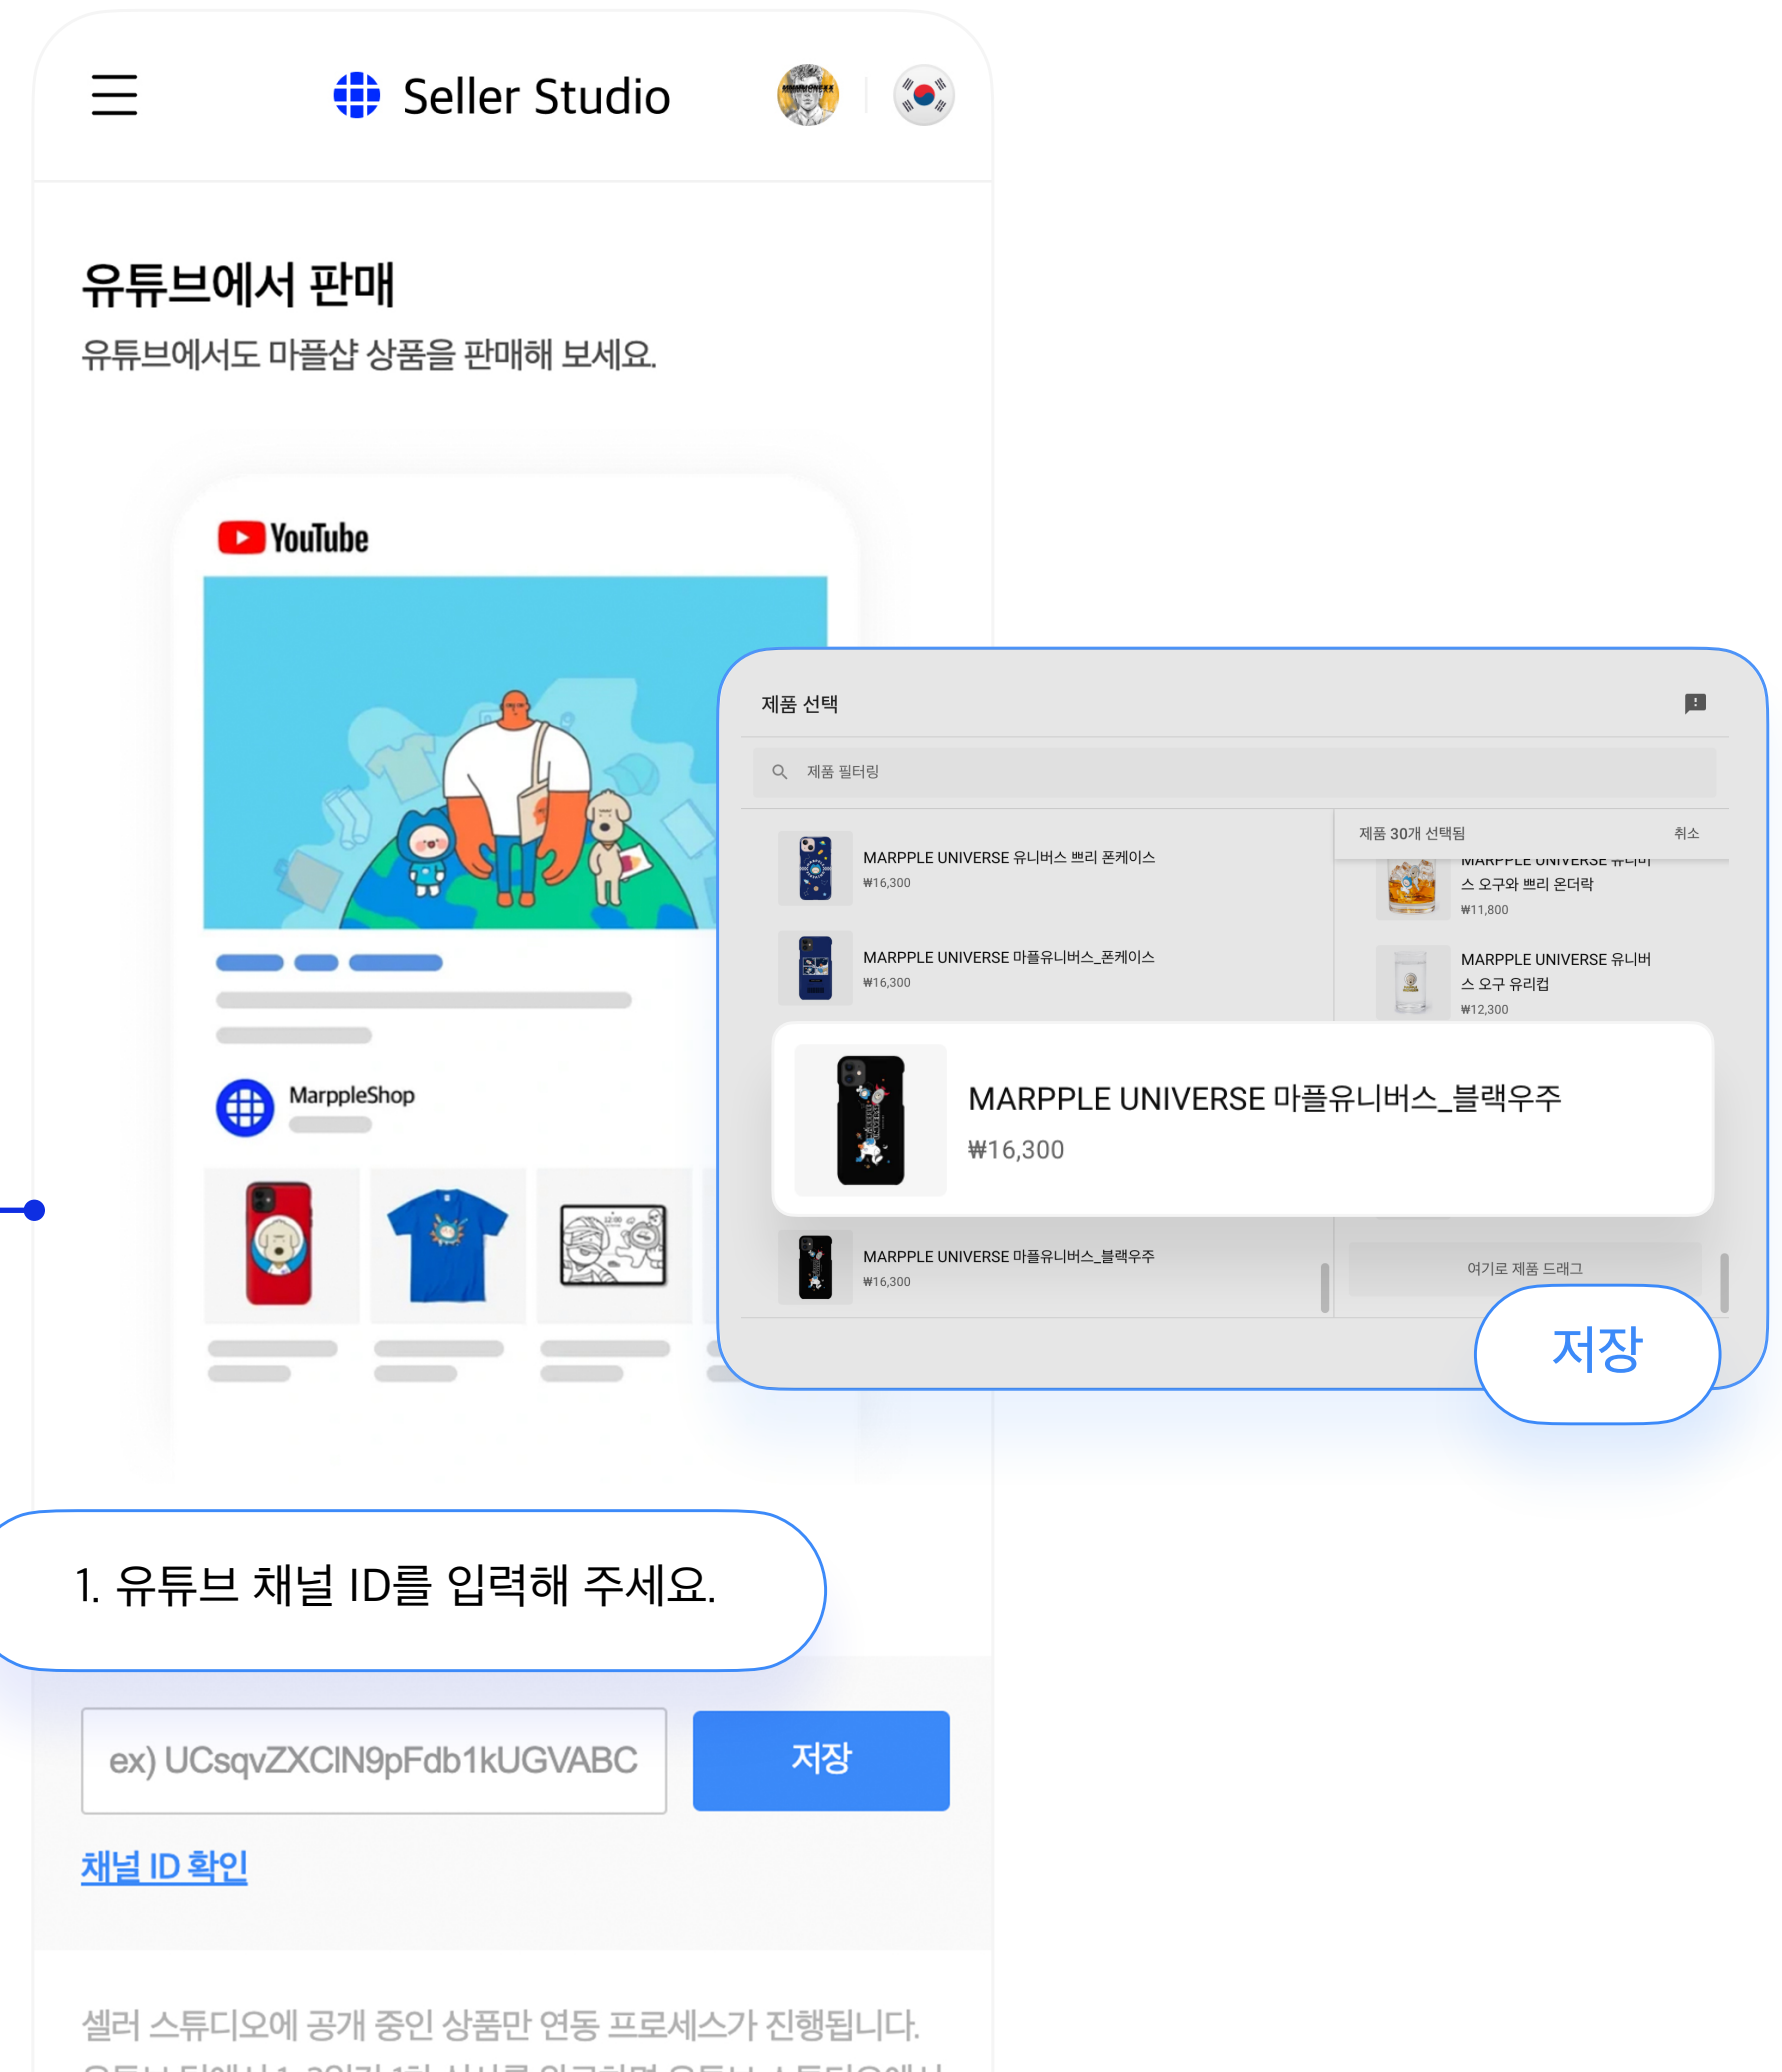 Seller Studio
유튜브에서 판매
유튜브에서도 마플샵 상품을 판매해 보세요.
YouTube
MarppleShop
제품 선택
제품 필터링
MARPPLE UNIVERSE 유니버스 쁘리 폰케이스
₩16,300
MARPPLE UNIVERSE 마플유니버스_폰케이스
₩16,300
제품 30개 선택됨
취소
MARPPLE UNIVERSE 유니버
스 오구와 쁘리 온더락
₩11,800
MARPPLE UNIVERSE 유니버
스 오구 유리컵
₩12,300
MARPPLE UNIVERSE 마플유니버스_블랙우주
₩16,300
MARPPLE UNIVERSE 마플유니버스_블랙우주
₩16,300
여기로 제품 드래그
저장
1. 유튜브 채널 ID를 입력해 주세요.
ex) UCsqvZXCIN9pFdb1kUGVABC
저장
채널 ID 확인
셀러 스튜디오에 공개 중인 상품만 연동 프로세스가 진행됩니다.